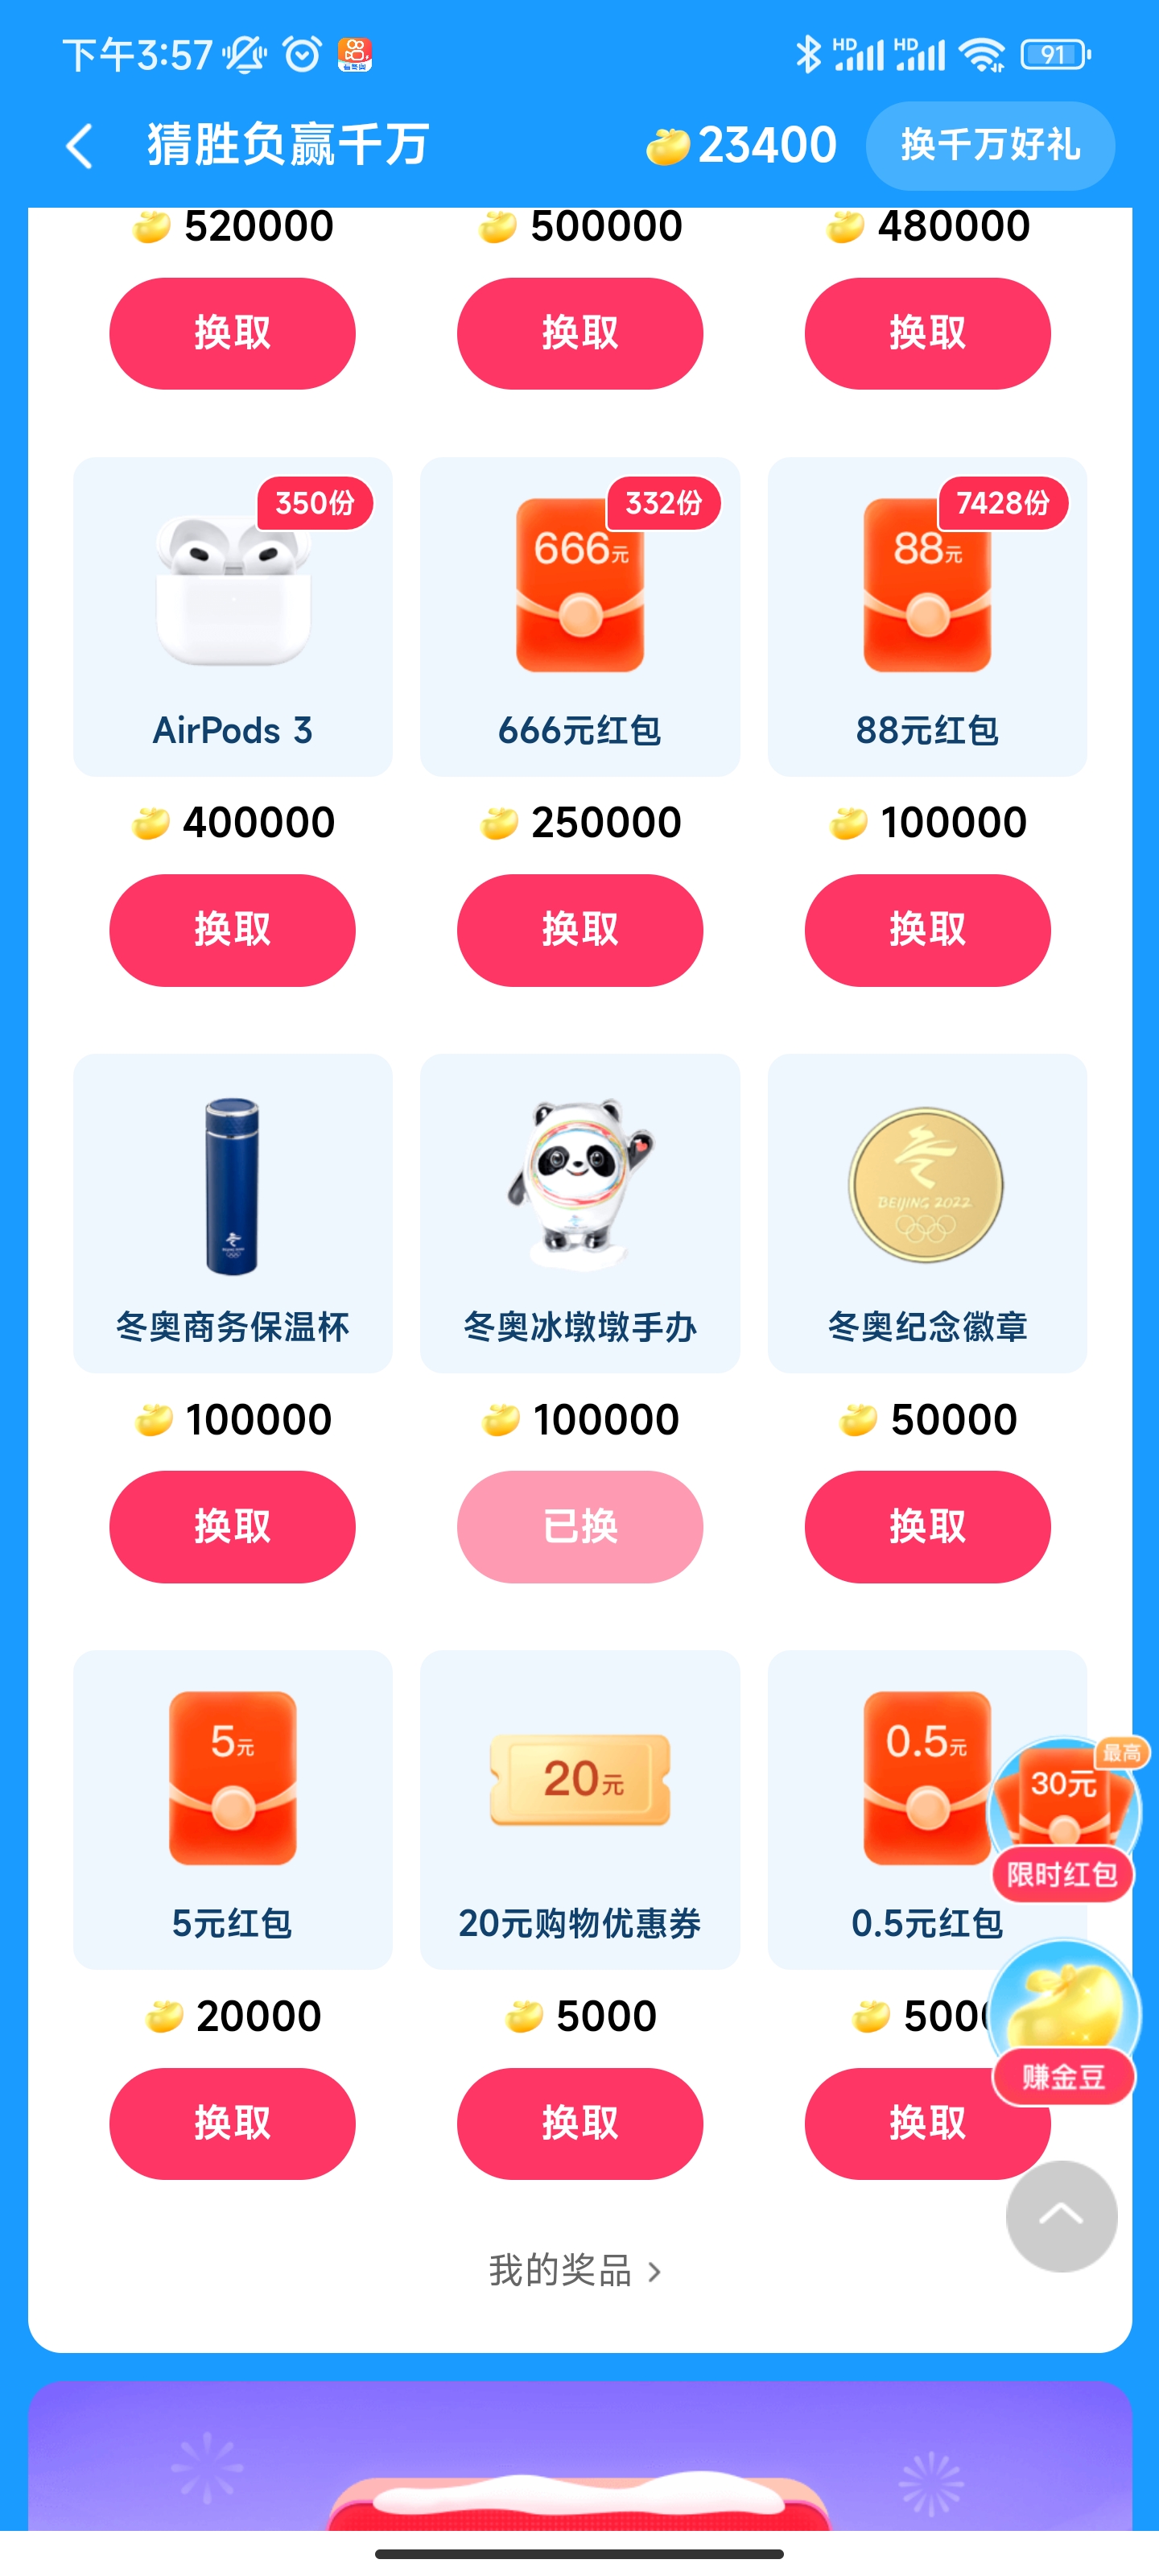 下午3:57
HD
HD
91
猜胜负赢千万
23400
换千万好礼
520000
500000
480000
换取
换取
换取
350份
332份
7428份
666元
88元
AirPods 3
666元红包
88元红包
400000
250000
100000
换取
换取
换取
BEIJING 2022
冬奥商务保温杯
冬奥冰墩墩手办
冬奥纪念徽章
100000
100000
50000
换取
已换
换取
5元
20元
0.5元
最高
30元
限时红包
5元红包
20元购物优惠券
0.5元红包
20000
5000
5000
赚金豆
换取
换取
换取
我的奖品 >